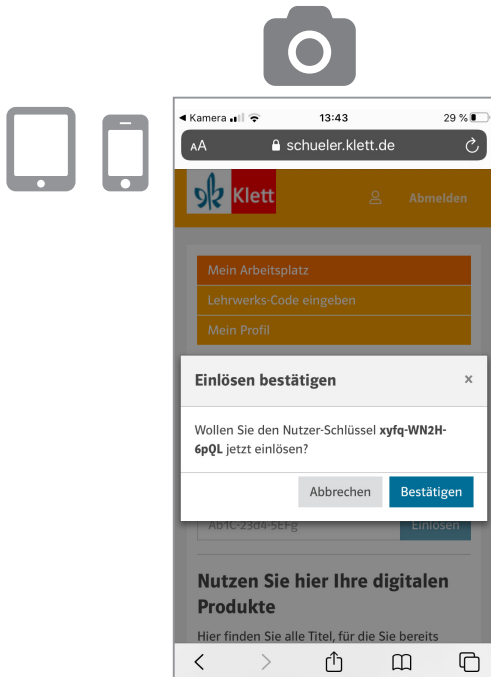 Kamera 13:43 29 %
AA schueler.klett.de
Klett Abmelden
Mein Arbeitsplatz
Lehrwerks-Code eingeben
Mein Profil
Einlösen bestätigen ×
Wollen Sie den Nutzer-Schlüssel xyfq-WN2H-
6pQL jetzt einlösen?
Abbrechen Bestätigen
Ab1C-23d4-5EFg Einlösen
Nutzen Sie hier Ihre digitalen
Produkte
Hier finden Sie alle Titel, für die Sie bereits